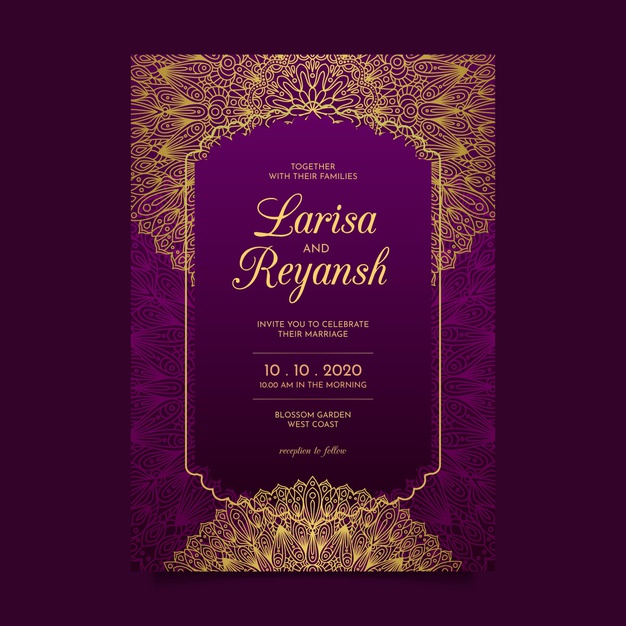 TOGETHER
WITH THEIR FAMILIES
Larisa
AND
Reyansh
INVITE YOU TO CELEBRATE
THEIR MARRIAGE
10 . 10 . 2020
10.00 AM IN THE MORNING
BLOSSOM GARDEN
WEST COAST
reception to follow